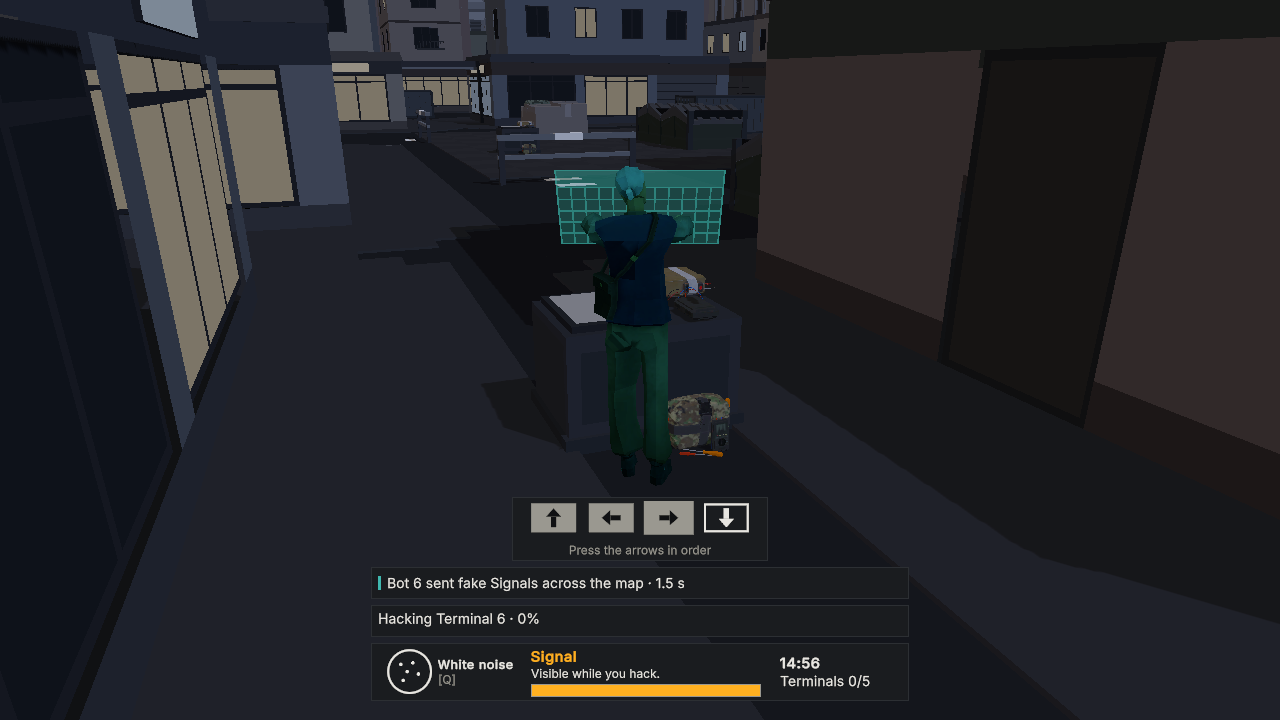 Press the arrows in order
Bot 6 sent fake Signals across the map · 1.5 s
Hacking Terminal 6 · 0%
White noise
[Q]
Signal
Visible while you hack.
14:56
Terminals 0/5